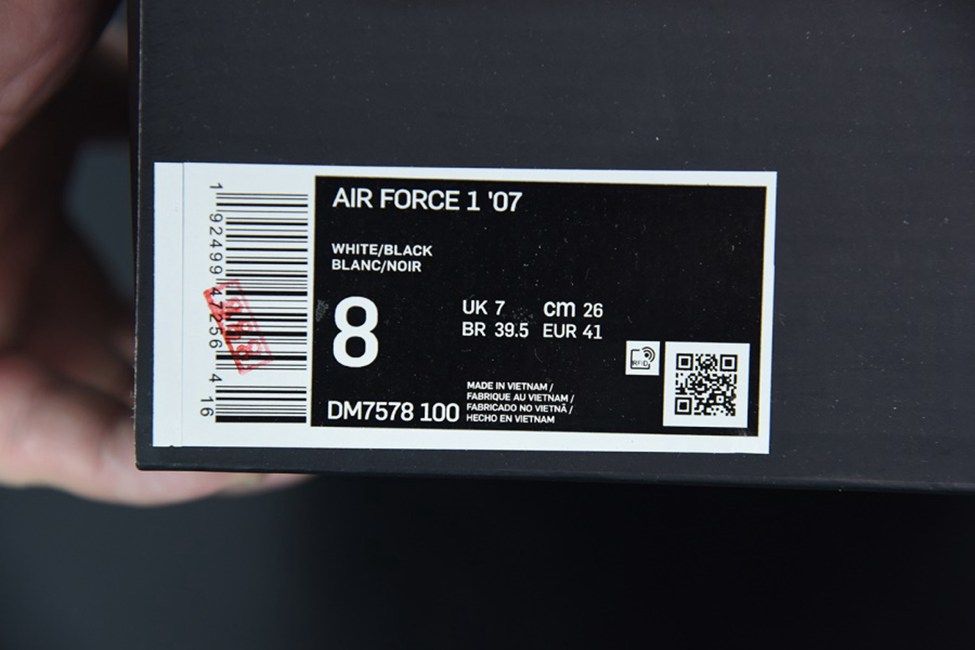 AIR FORCE 1 '07
WHITE/BLACK
BLANC/NOIR
8
UK 7 cm 26
BR 39.5 EUR 41
RFID
MADE IN VIETNAM /
FABRIQUE AU VIETNAM /
FABRICADO NO VIETNÃ /
HECHO EN VIETNAM
DM7578 100
1 92499 47256 4 16